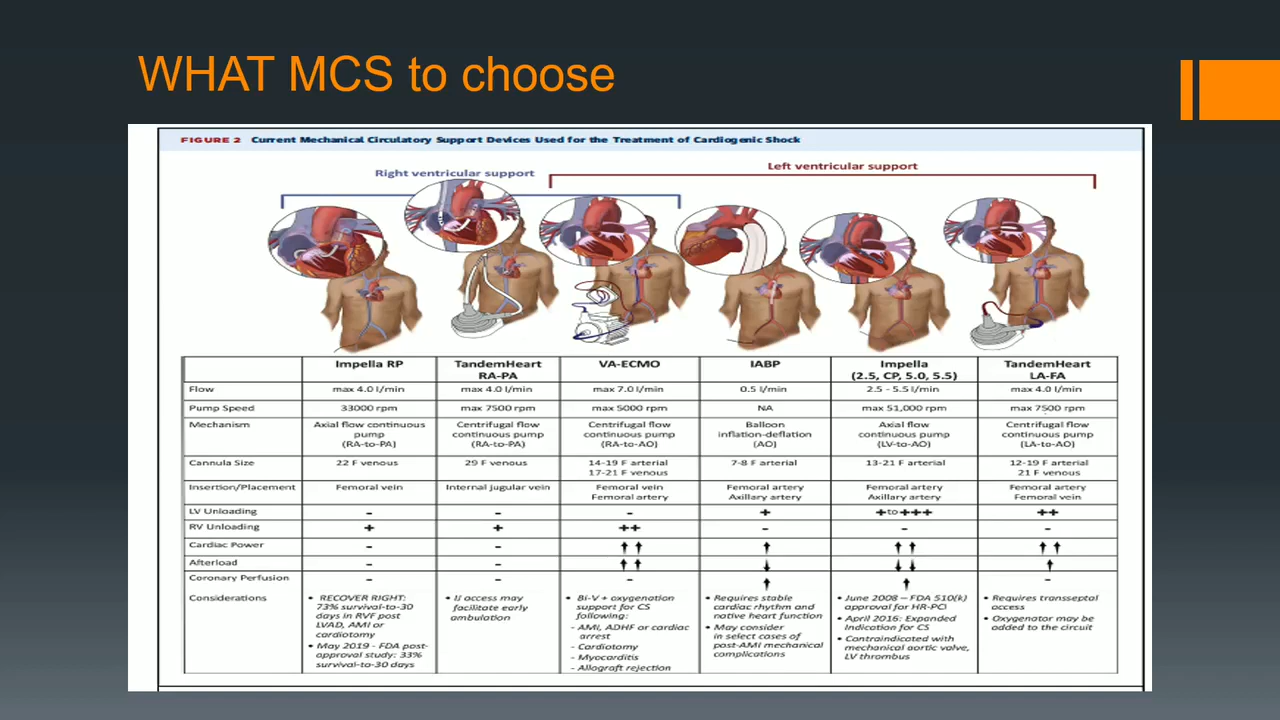 WHAT MCS to choose
FIGURE 2 Current Mechanical Circulatory Support Devices Used for the Treatment of Cardiogenic Shock
Left ventricular support
Right ventricular support
Impella RP
TandemHeart
RA-PA
VA-ECMO
IABP
Impella
(2.5, CP, 5.0, 5.5)
TandemHeart
LA-FA
Flow
max 4.0 l/min
max 4.0 l/min
max 7.0 l/min
0.5 l/min
2.5 - 5.5 l/min
max 4.0 l/min
Pump Speed
33000 rpm
max 7500 rpm
max 5000 rpm
NA
max 51,000 rpm
max 7500 rpm
Mechanism
Axial flow continuous
pump
(RA-to-PA)
Centrifugal flow
continuous pump
(RA-to-PA)
Centrifugal flow
continuous pump
(RA-to-AO)
Balloon
inflation-deflation
(AO)
Axial flow
continuous pump
(LV-to-AO)
Centrifugal flow
continuous pump
(LA-to-AO)
Cannula Size
22 F venous
29 F venous
14-19 F arterial
17-21 F venous
7-8 F arterial
13-21 F arterial
12-19 F arterial
21 F venous
Insertion/Placement
Femoral vein
Internal jugular vein
Femoral vein
Femoral artery
Femoral artery
Axillary artery
Femoral artery
Axillary artery
Femoral artery
Femoral vein
LV Unloading
-
-
-
+
+to+++
++
RV Unloading
+
+
++
-
-
-
Cardiac Power
-
-
↑↑
↑
↑↑
↑↑
Afterload
-
-
↑↑
↓
↓↓
↑
Coronary Perfusion
-
-
-
↑
↑
-
Considerations
• RECOVER RIGHT:
73% survival-to-30
days in RVF post
LVAD, AMI or
cardiotomy
• May 2019 - FDA post-
approval study: 33%
survival-to-30 days
• IJ access may
facilitate early
ambulation
• Bi-V + oxygenation
support for CS
following:
- AMI, ADHF or cardiac
arrest
- Cardiotomy
- Myocarditis
- Allograft rejection
• Requires stable
cardiac rhythm and
native heart function
• May consider
in select cases of
post-AMI mechanical
complications
• June 2008 – FDA 510(k)
approval for HR-PCI
• April 2016: Expanded
Indication for CS
• Contraindicated with
mechanical aortic valve,
LV thrombus
• Requires transseptal
access
• Oxygenator may be
added to the circuit